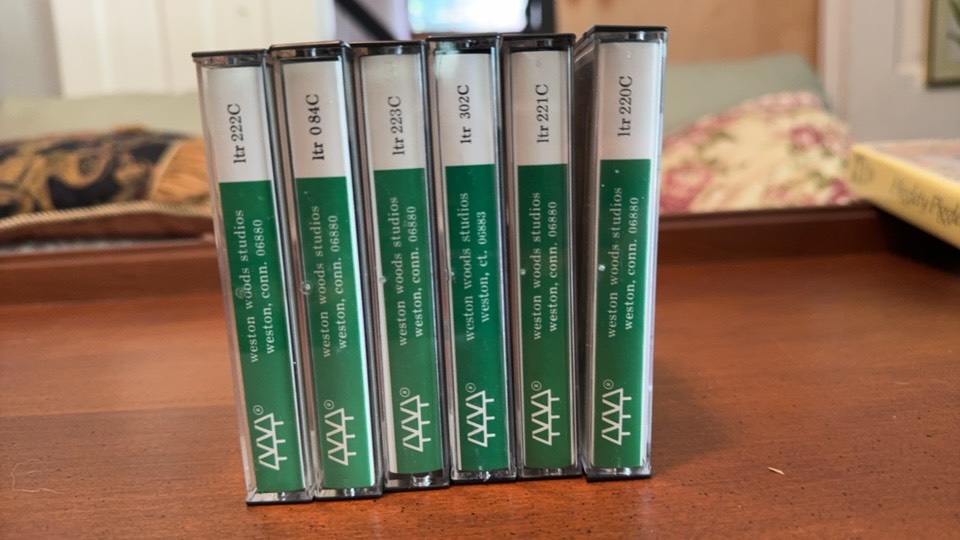 ltr 222C
weston woods studios
weston, conn. 06880
®
ltr 084C
weston woods studios
weston, conn. 06880
®
ltr 223C
weston woods studios
weston, conn. 06880
®
ltr 302C
weston woods studios
weston, ct. 06883
®
ltr 221C
weston woods studios
weston, conn. 06880
®
ltr 220C
weston woods studios
weston, conn. 06880
®